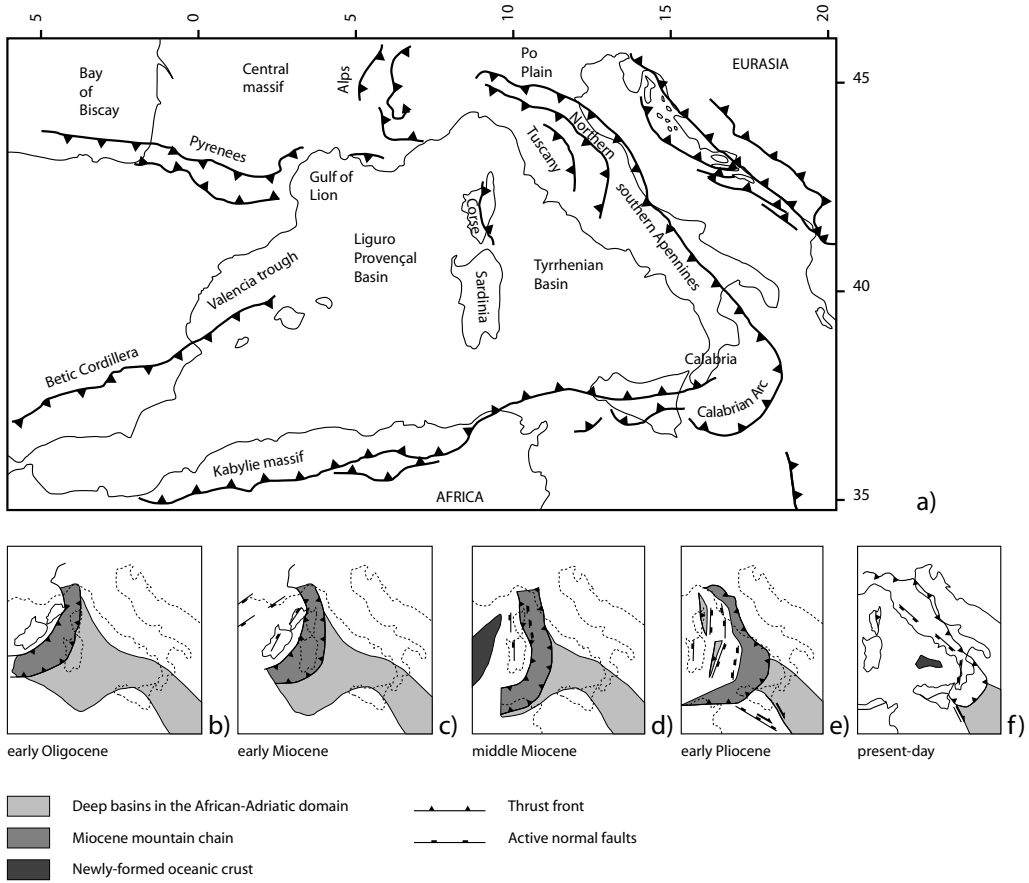 5
0
5
10
15
20
Bay
of
Biscay
Central
massif
Alps
Po
Plain
EURASIA
45
Pyrenees
Gulf of
Lion
Tuscany
Northern
southern Apennines
Corse
Liguro
Provençal
Basin
Tyrrhenian
Basin
Sardinia
Valencia trough
40
Betic Cordillera
Calabria
Calabrian Arc
Kabylie massif
AFRICA
35
a)
b)
c)
d)
e)
f)
early Oligocene
early Miocene
middle Miocene
early Pliocene
present-day
Deep basins in the African-Adriatic domain
Thrust front
Miocene mountain chain
Active normal faults
Newly-formed oceanic crust